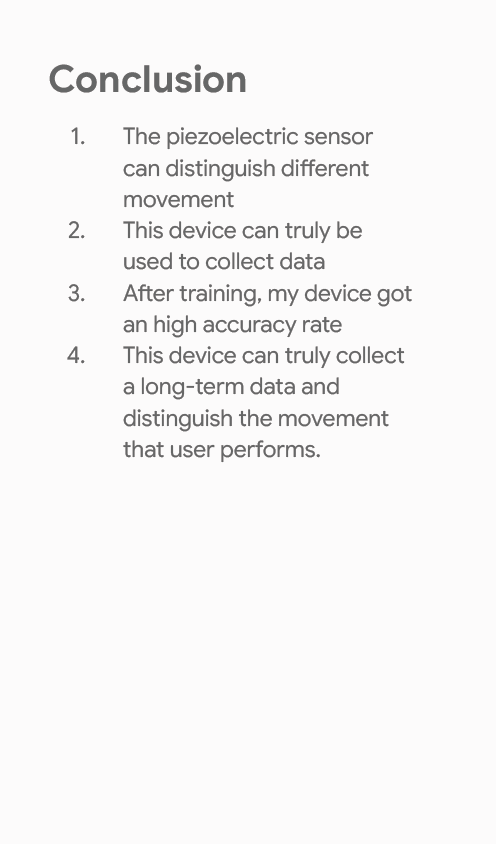 Conclusion
1. The piezoelectric sensor
can distinguish different
movement
2. This device can truly be
used to collect data
3. After training, my device got
an high accuracy rate
4. This device can truly collect
a long-term data and
distinguish the movement
that user performs.